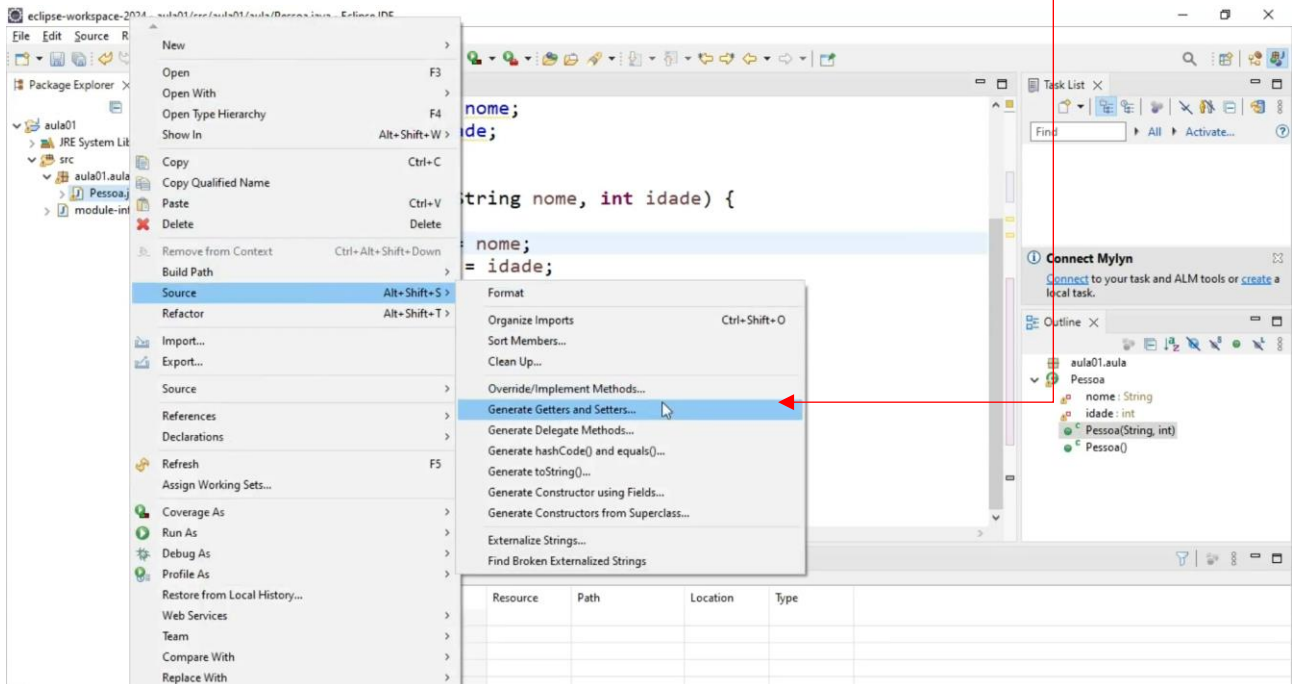 eclipse-workspace-2024 - aula01/src/aula01/aula/Pessoa.java - Eclipse IDE
File Edit Source R
Package Explorer
aula01
JRE System Lib
src
aula01.aula
Pessoa.j
module-inf
New
Open F3
Open With
Open Type Hierarchy F4
Show In Alt+Shift+W
Copy Ctrl+C
Copy Qualified Name
Paste Ctrl+V
Delete Delete
Remove from Context Ctrl+Alt+Shift+Down
Build Path
Source Alt+Shift+S
Refactor Alt+Shift+T
Import...
Export...
Source
References
Declarations
Refresh F5
Assign Working Sets...
Coverage As
Run As
Debug As
Profile As
Restore from Local History...
Web Services
Team
Compare With
Replace With
nome;
de;
String nome, int idade) {
nome;
= idade;
Format
Organize Imports Ctrl+Shift+O
Sort Members...
Clean Up...
Override/Implement Methods...
Generate Getters and Setters...
Generate Delegate Methods...
Generate hashCode() and equals()...
Generate toString()...
Generate Constructor using Fields...
Generate Constructors from Superclass...
Externalize Strings...
Find Broken Externalized Strings
Resource Path Location Type
Task List
Find All Activate...
Connect Mylyn
Connect to your task and ALM tools or create a
local task.
Outline
aula01.aula
Pessoa
nome : String
idade : int
Pessoa(String, int)
Pessoa()